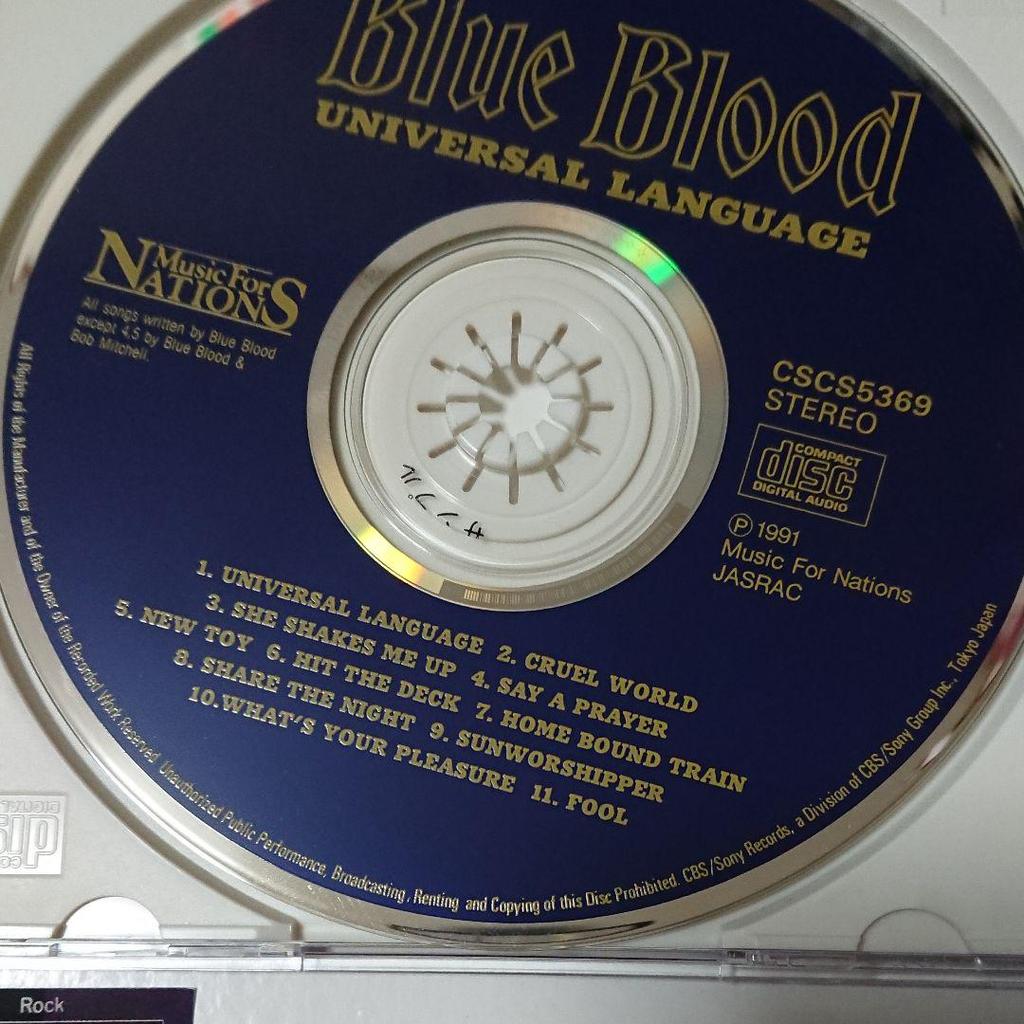 Blue Blood
UNIVERSAL LANGUAGE
Music For
NATIONS
All songs written by Blue Blood
except 4,5 by Blue Blood &
Bob Mitchell.
CSCS5369
STEREO
COMPACT
disc
DIGITAL AUDIO
Ⓟ 1991
Music For Nations
JASRAC
1. UNIVERSAL LANGUAGE 2. CRUEL WORLD
3. SHE SHAKES ME UP 4. SAY A PRAYER
5. NEW TOY 6. HIT THE DECK 7. HOME BOUND TRAIN
8. SHARE THE NIGHT 9. SUNWORSHIPPER
10.WHAT'S YOUR PLEASURE 11. FOOL
All Rights of the Manufacturer and of the Owner of the Recorded Work Reserved. Unauthorized Public Performance, Broadcasting, Renting and Copying of this Disc Prohibited. CBS/Sony Records, a Division of CBS/Sony Group Inc., Tokyo Japan
Rock